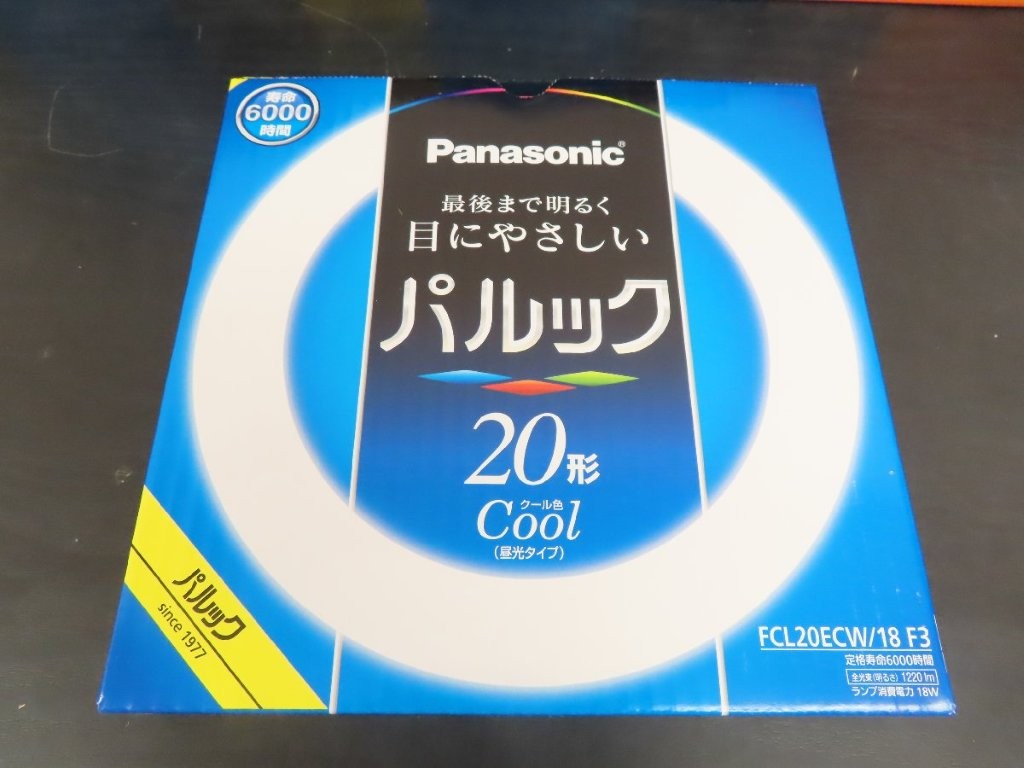 寿命
6000
時間
Panasonic®
最後まで明るく
目にやさしい
パルック
20形
クール色
Cool
(昼光タイプ)
パルック
since 1977
FCL20ECW/18 F3
定格寿命6000時間
全光束(明るさ) 1220 lm
ランプ消費電力 18W